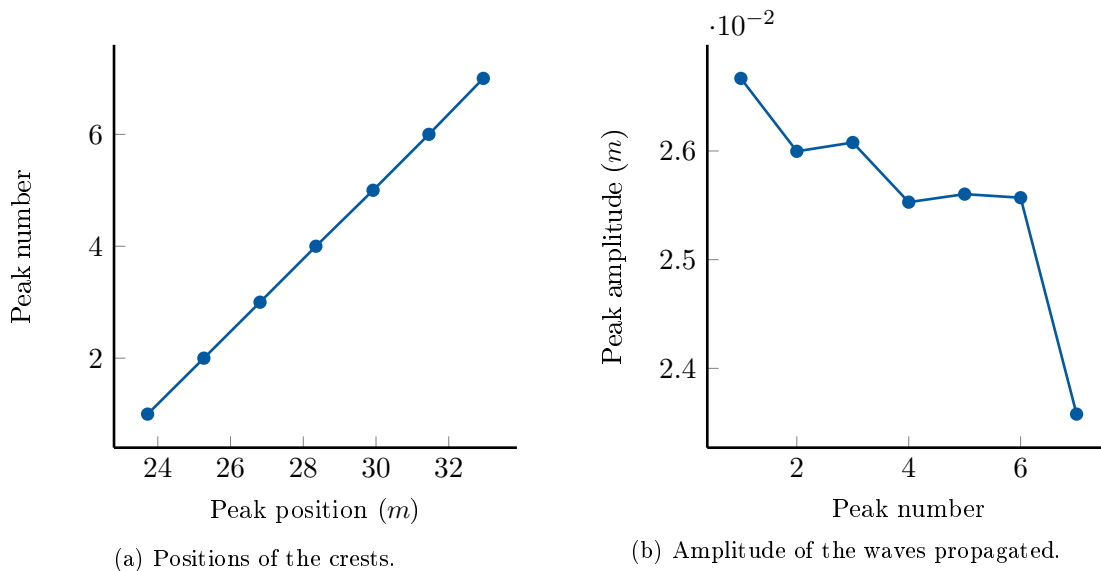 6
4
2
Peak number
24 26 28 30 32
Peak position (m)
(a) Positions of the crests.
·10⁻²
2.6
2.5
2.4
Peak amplitude (m)
2 4 6
Peak number
(b) Amplitude of the waves propagated.